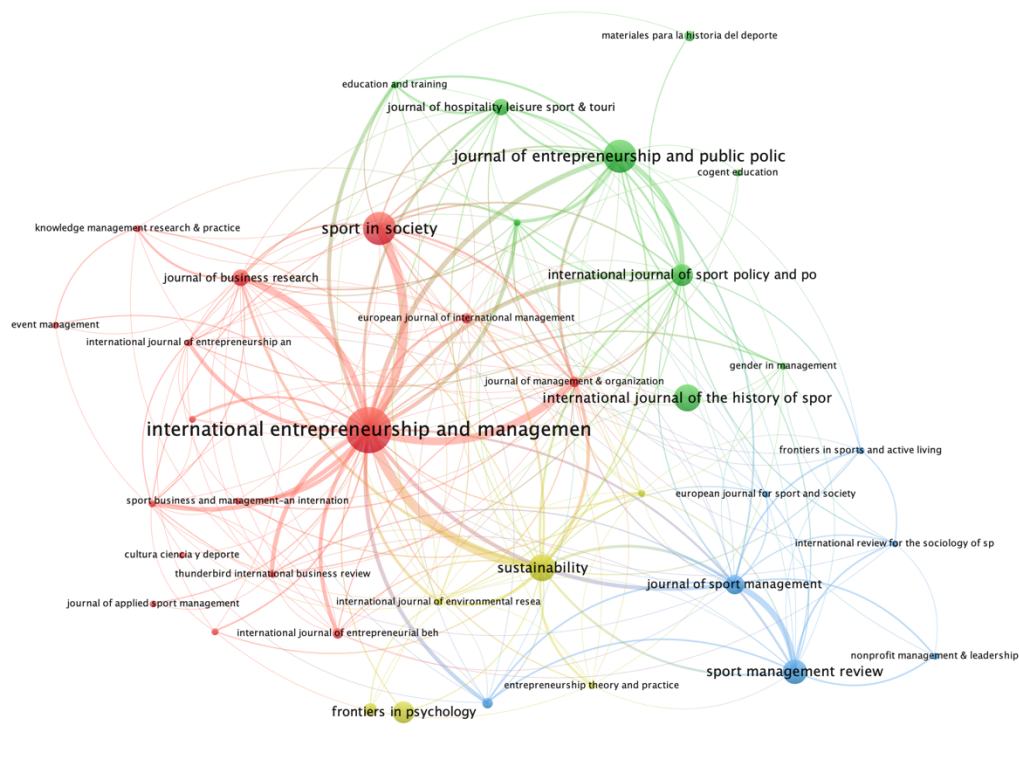 materiales para la historia del deporte
education and training
journal of hospitality leisure sport & touri
journal of entrepreneurship and public polic
cogent education
knowledge management research & practice
sport in society
journal of business research
international journal of sport policy and po
european journal of international management
event management
international journal of entrepreneurship an
gender in management
journal of management & organization
international journal of the history of spor
international entrepreneurship and managemen
frontiers in sports and active living
european journal for sport and society
sport business and management-an internation
international review for the sociology of sp
cultura ciencia y deporte
sustainability
thunderbird international business review
journal of sport management
journal of applied sport management
international journal of environmental resea
international journal of entrepreneurial beh
nonprofit management & leadership
sport management review
entrepreneurship theory and practice
frontiers in psychology